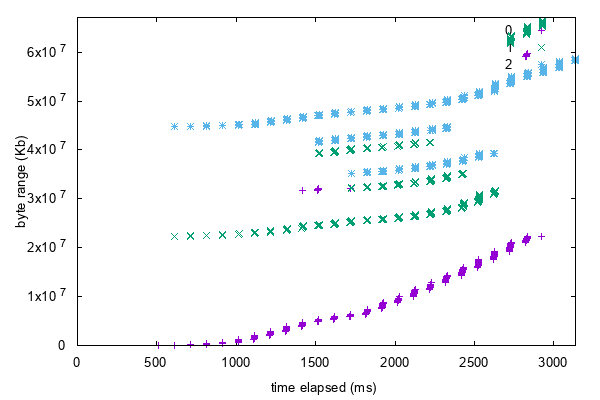 6x10 7
5x10 7
4x10 7
3x10 7
2x10 7
1x10 7
0
byte range (Kb)
0 500 1000 1500 2000 2500 3000
time elapsed (ms)
0
1
2